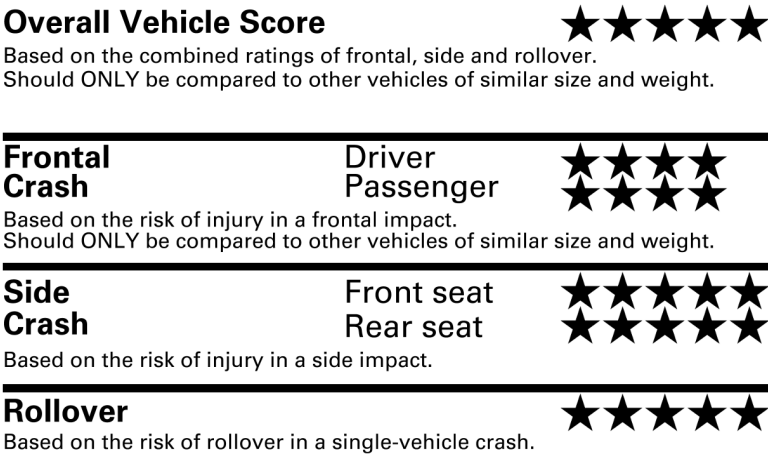 Overall Vehicle Score ★★★★★
Based on the combined ratings of frontal, side and rollover.
Should ONLY be compared to other vehicles of similar size and weight.
Frontal Driver ★★★★
Crash Passenger ★★★★
Based on the risk of injury in a frontal impact.
Should ONLY be compared to other vehicles of similar size and weight.
Side Front seat ★★★★★
Crash Rear seat ★★★★★
Based on the risk of injury in a side impact.
Rollover ★★★★★
Based on the risk of rollover in a single-vehicle crash.